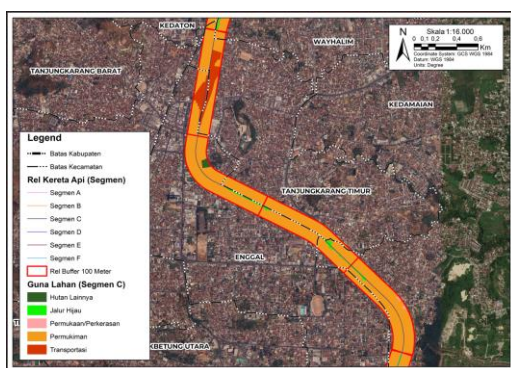 KEDATON
WAYHALIM
TANJUNGKARANG BARAT
KEDAMAIAN
TANJUNGKARANG TIMUR
ENGGAL
KBETUNG UTARA
N
Skala 1:16.000
0 0,1 0,2 0,4 0,6
Km
Coordinate System: GCS WGS 1984
Datum: WGS 1984
Units: Degree
Legend
Batas Kabupaten
Batas Kecamatan
Rel Kereta Api (Segmen)
Segmen A
Segmen B
Segmen C
Segmen D
Segmen E
Segmen F
Rel Buffer 100 Meter
Guna Lahan (Segmen C)
Hutan Lainnya
Jalur Hijau
Permukaan/Perkerasan
Permukiman
Transportasi